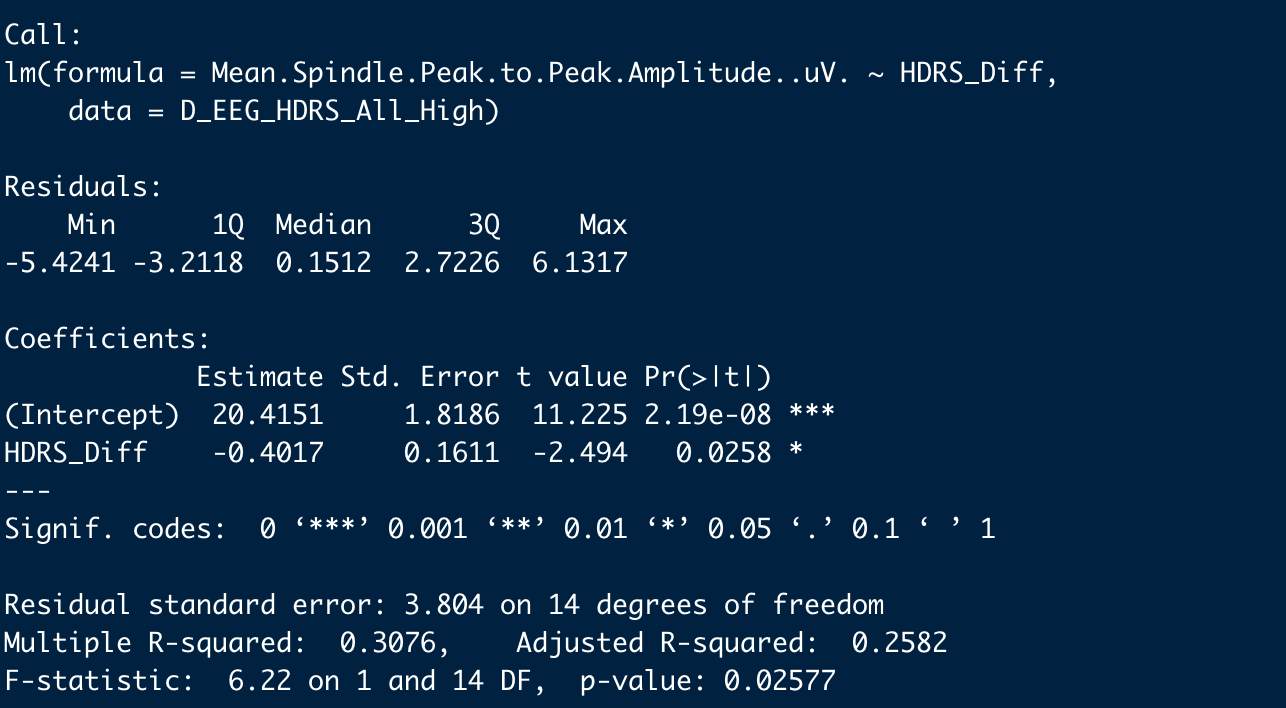 Call:
lm(formula = Mean.Spindle.Peak.to.Peak.Amplitude..uV. ~ HDRS_Diff,
    data = D_EEG_HDRS_All_High)

Residuals:
    Min      1Q  Median      3Q     Max
-5.4241 -3.2118  0.1512  2.7226  6.1317

Coefficients:
            Estimate Std. Error t value Pr(>|t|)
(Intercept)  20.4151     1.8186  11.225 2.19e-08 ***
HDRS_Diff    -0.4017     0.1611  -2.494   0.0258 *
---
Signif. codes:  0 ‘***’ 0.001 ‘**’ 0.01 ‘*’ 0.05 ‘.’ 0.1 ‘ ’ 1

Residual standard error: 3.804 on 14 degrees of freedom
Multiple R-squared:  0.3076,    Adjusted R-squared:  0.2582
F-statistic:  6.22 on 1 and 14 DF,  p-value: 0.02577